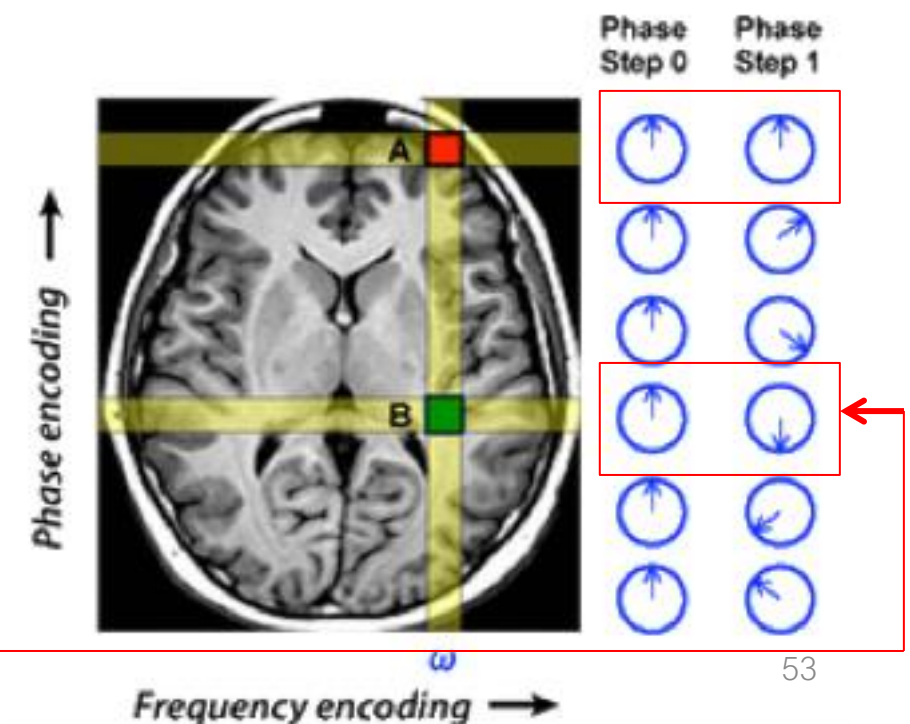 Phase Phase
Step 0 Step 1
A
B
Phase encoding
ω
53
Frequency encoding